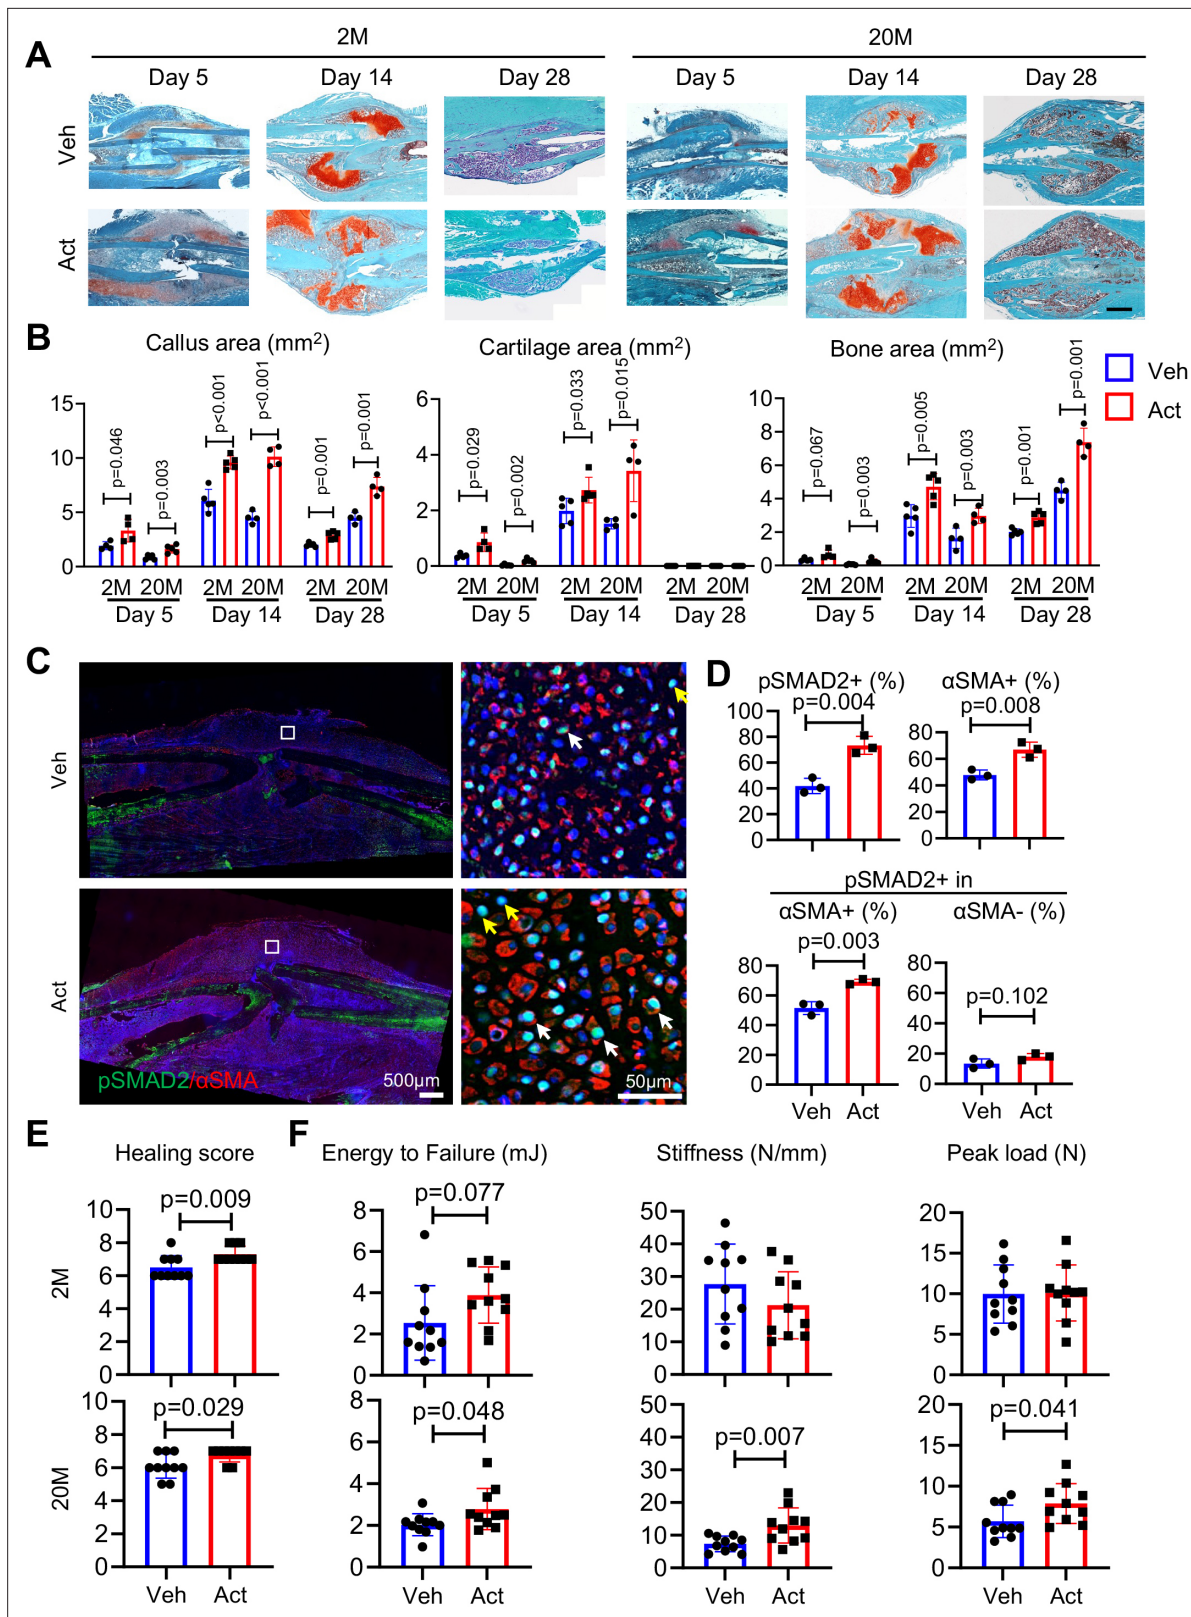 A
2M
20M
Day 5
Day 14
Day 28
Day 5
Day 14
Day 28
Veh
Act
B
Callus area (mm2)
15
10
5
0
p=0.046
p=0.003
p<0.001
p<0.001
p=0.001
p=0.001
2M 20M
2M 20M
2M 20M
Day 5
Day 14
Day 28
Cartilage area (mm2)
6
4
2
0
p=0.029
p=0.002
p=0.033
p=0.015
2M 20M
2M 20M
2M 20M
Day 5
Day 14
Day 28
Bone area (mm2)
10
8
6
4
2
0
p=0.067
p=0.003
p=0.005
p=0.003
p=0.001
p=0.001
2M 20M
2M 20M
2M 20M
Day 5
Day 14
Day 28
Veh
Act
C
Veh
Act
pSMAD2/αSMA
500μm
50μm
D
pSMAD2+ (%)
p=0.004
100
80
60
40
20
0
αSMA+ (%)
p=0.008
80
60
40
20
0
pSMAD2+ in
αSMA+ (%)
p=0.003
80
60
40
20
0
Veh
Act
αSMA- (%)
p=0.102
80
60
40
20
0
Veh
Act
E
Healing score
2M
p=0.009
10
8
6
4
2
0
20M
p=0.029
10
8
6
4
2
0
Veh
Act
F
Energy to Failure (mJ)
p=0.077
8
6
4
2
0
p=0.048
8
6
4
2
0
Veh
Act
Stiffness (N/mm)
50
40
30
20
10
0
p=0.007
50
40
30
20
10
0
Veh
Act
Peak load (N)
20
15
10
5
0
p=0.041
20
15
10
5
0
Veh
Act